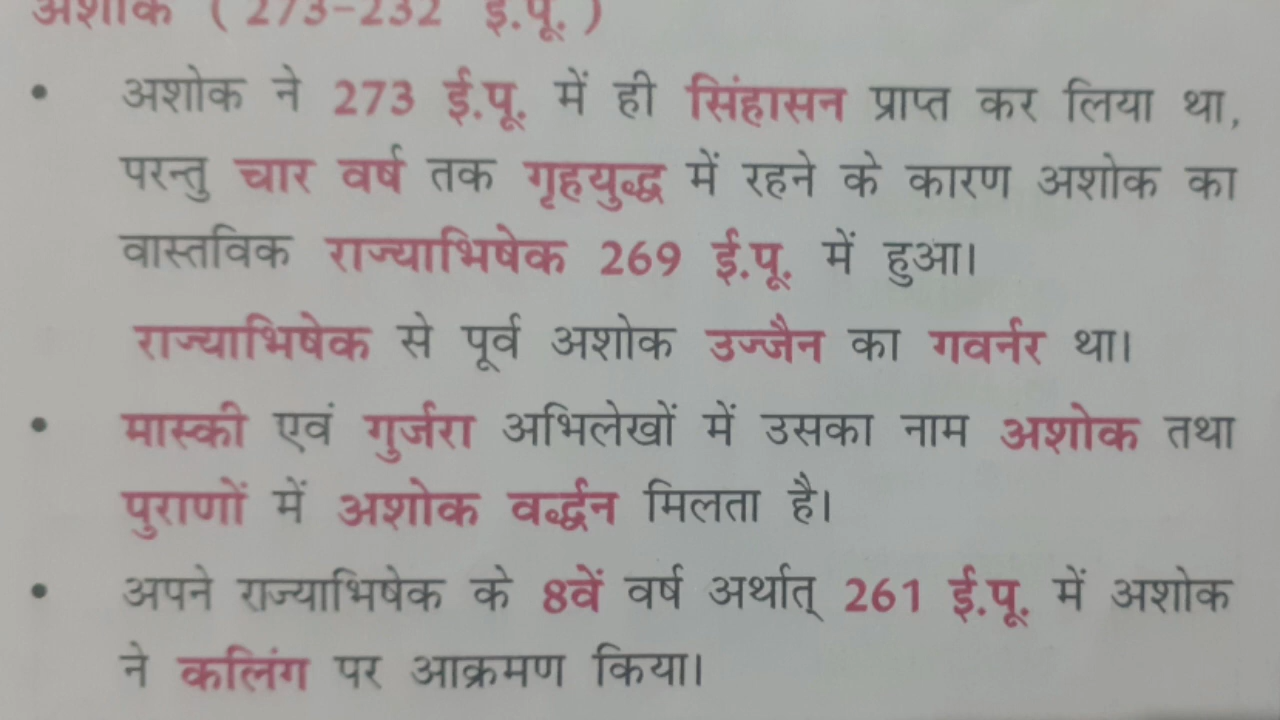 अशोक ( 273-232 ई.पू. )
• अशोक ने 273 ई.पू. में ही सिंहासन प्राप्त कर लिया था,
परन्तु चार वर्ष तक गृहयुद्ध में रहने के कारण अशोक का
वास्तविक राज्याभिषेक 269 ई.पू. में हुआ।
राज्याभिषेक से पूर्व अशोक उज्जैन का गवर्नर था।
• मास्की एवं गुर्जरा अभिलेखों में उसका नाम अशोक तथा
पुराणों में अशोक वर्द्धन मिलता है।
• अपने राज्याभिषेक के 8वें वर्ष अर्थात् 261 ई.पू. में अशोक
ने कलिंग पर आक्रमण किया।